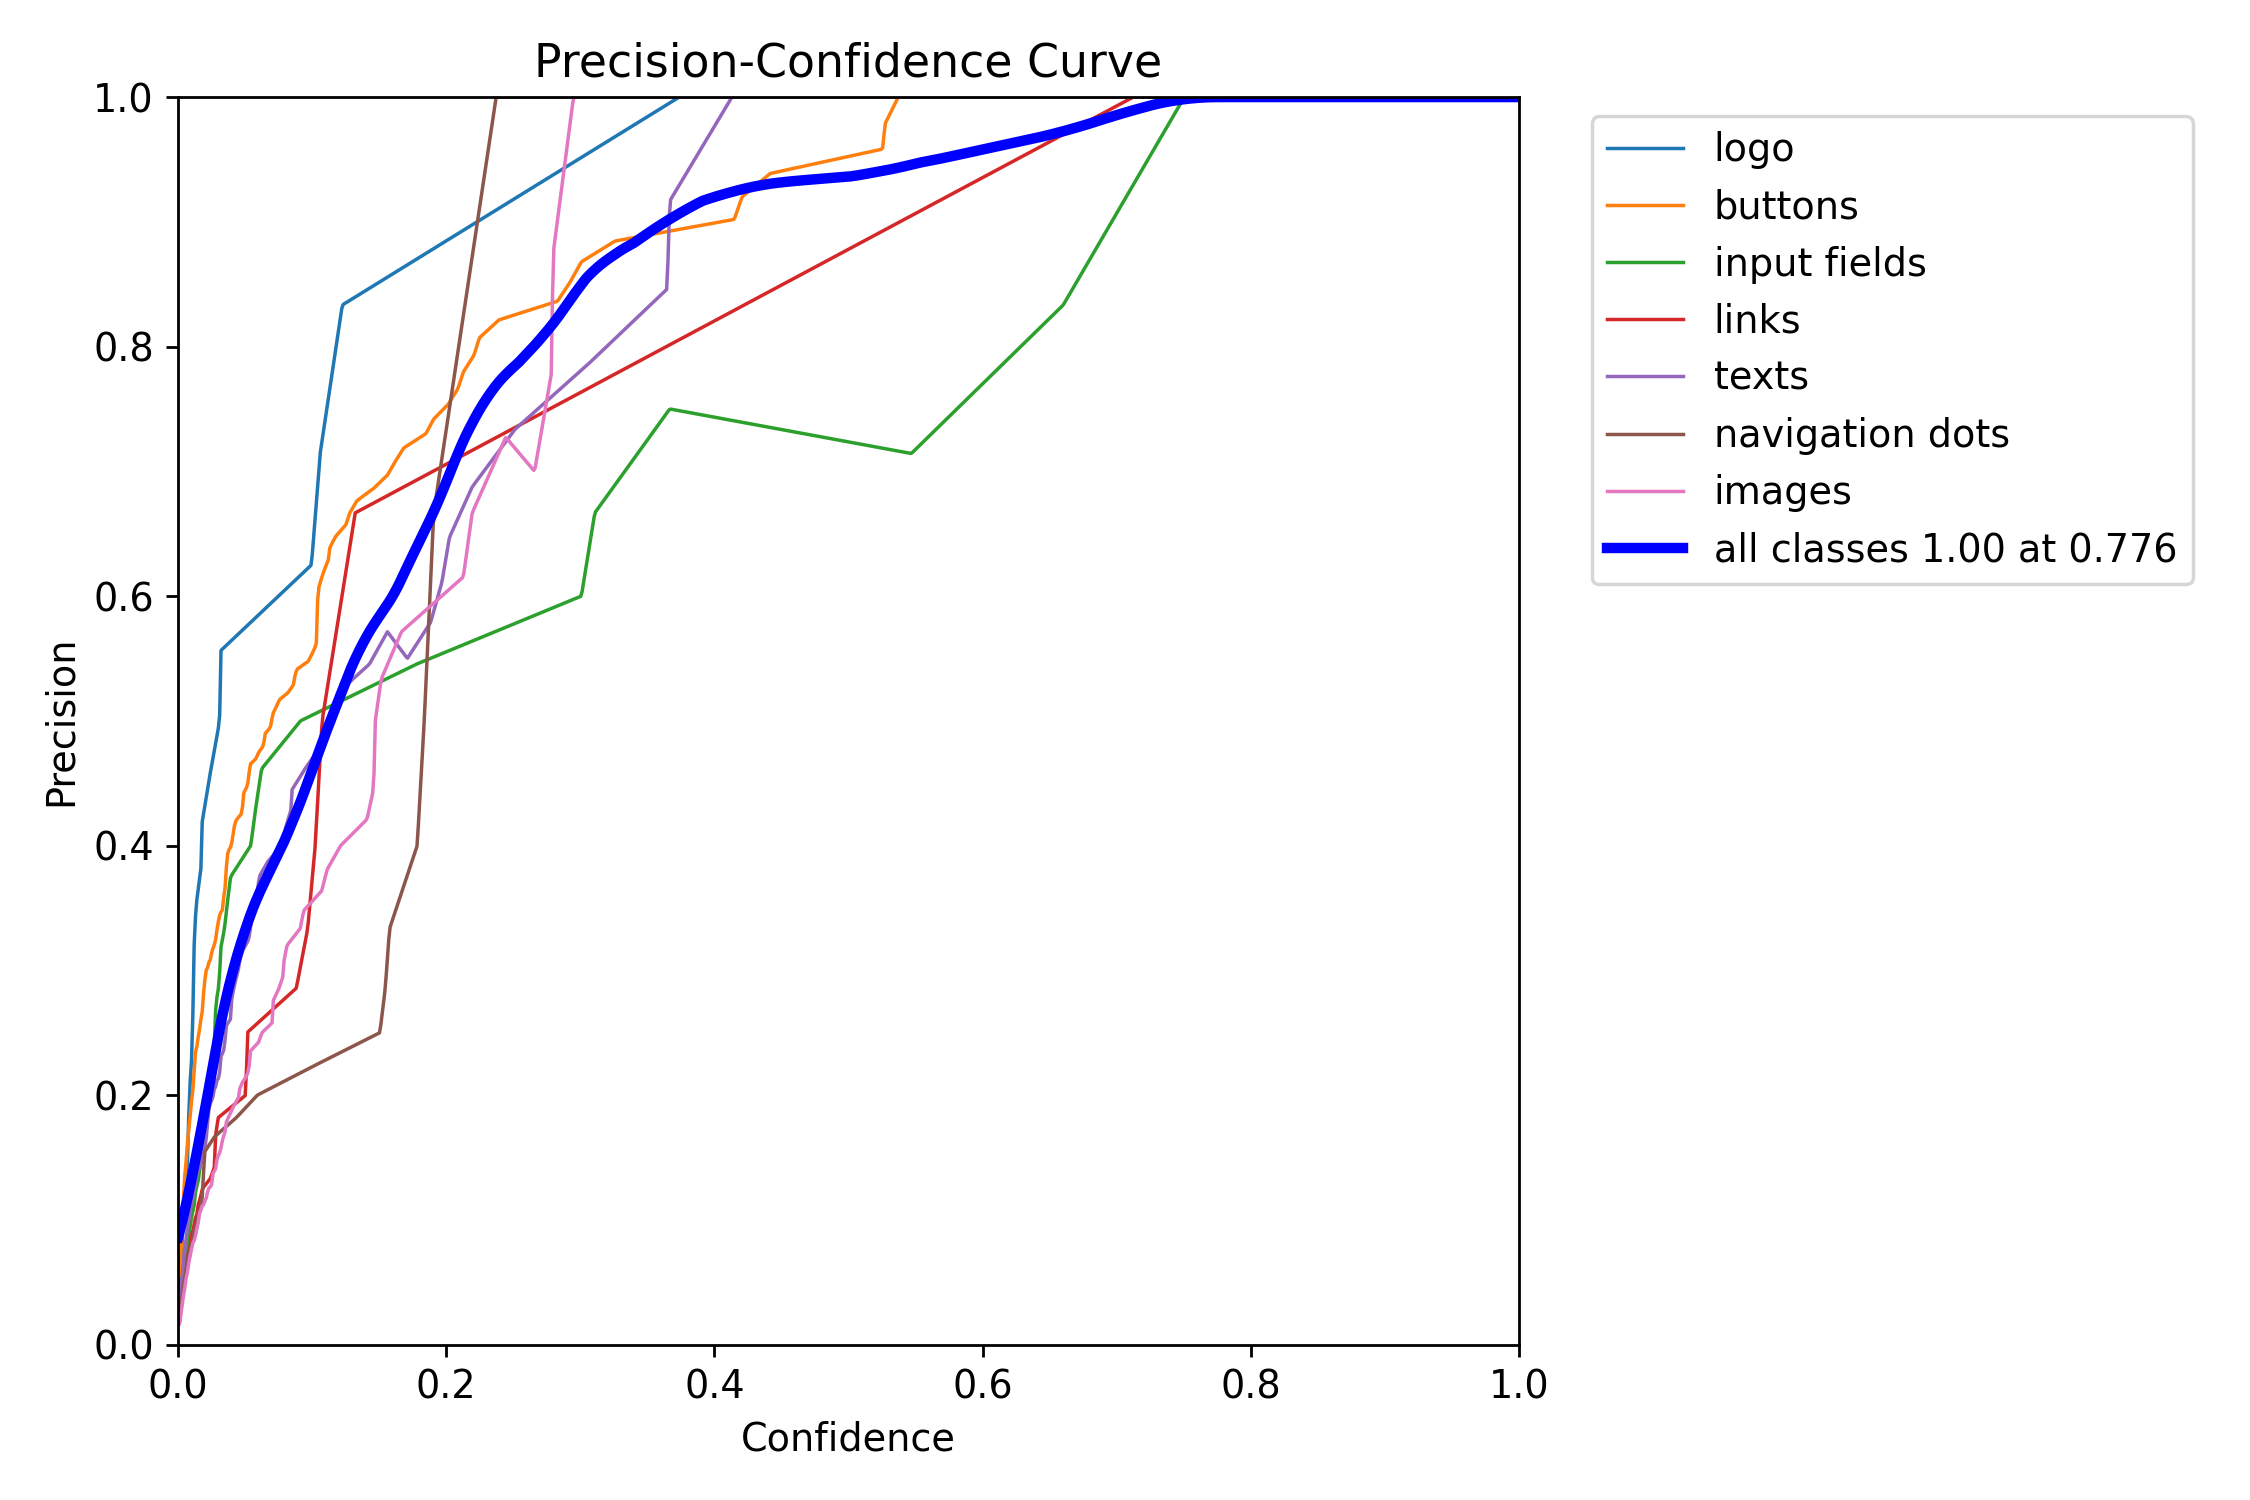 Precision-Confidence Curve
1.0
0.8
0.6
0.4
0.2
0.0
Precision
0.0 0.2 0.4 0.6 0.8 1.0
Confidence
logo
buttons
input fields
links
texts
navigation dots
images
all classes 1.00 at 0.776